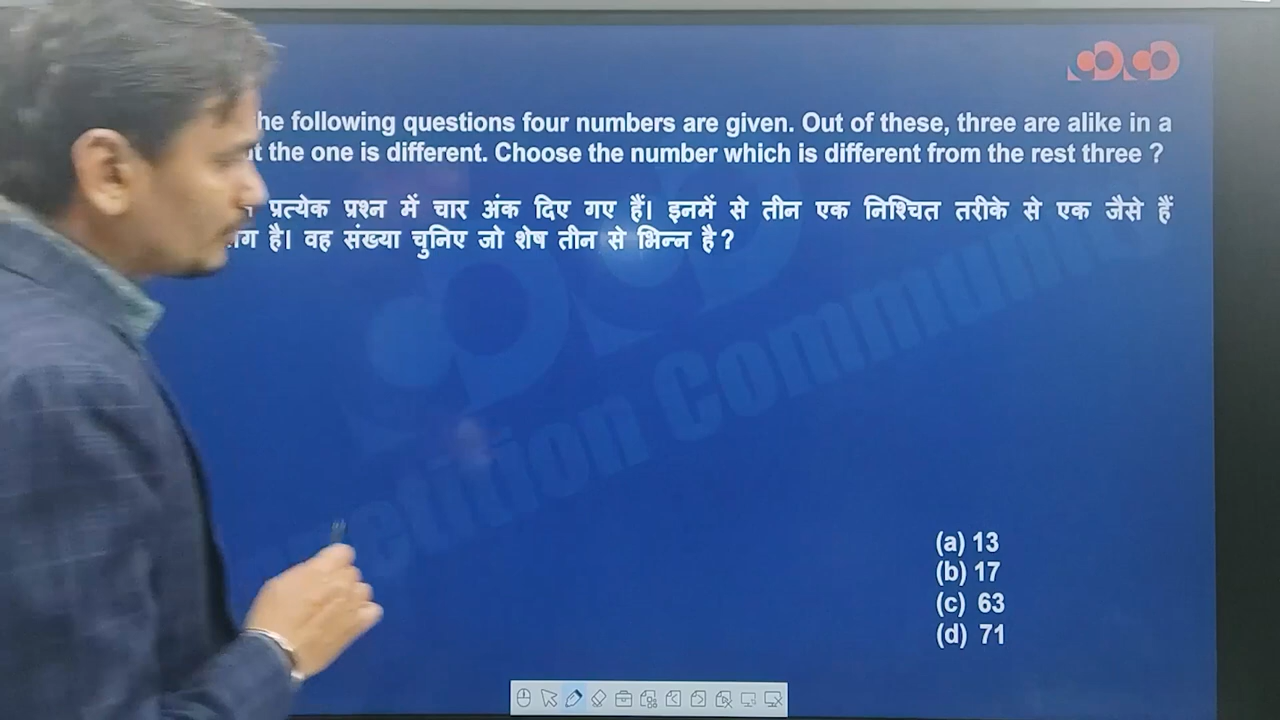 he following questions four numbers are given. Out of these, three are alike in a
the one is different. Choose the number which is different from the rest three ?
प्रत्येक प्रश्न में चार अंक दिए गए हैं। इनमें से तीन एक निश्चित तरीके से एक जैसे हैं
है। वह संख्या चुनिए जो शेष तीन से भिन्न है ?
etition Commun
(a) 13
(b) 17
(c) 63
(d) 71